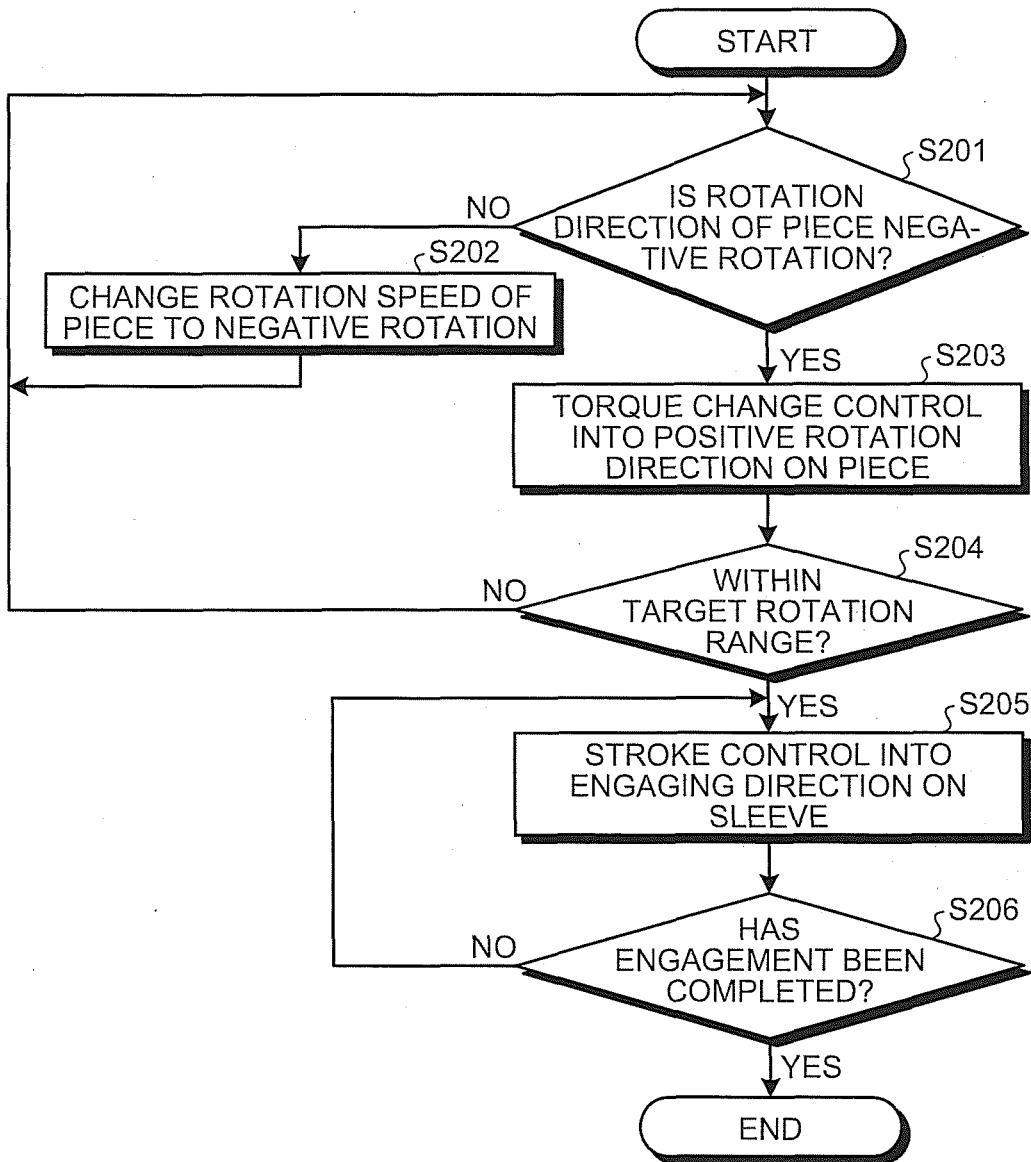 START
S201
IS ROTATION
DIRECTION OF PIECE NEGA-
TIVE ROTATION?
NO
S202
CHANGE ROTATION SPEED OF
PIECE TO NEGATIVE ROTATION
YES
S203
TORQUE CHANGE CONTROL
INTO POSITIVE ROTATION
DIRECTION ON PIECE
S204
WITHIN
TARGET ROTATION
RANGE?
NO
YES
S205
STROKE CONTROL INTO
ENGAGING DIRECTION ON
SLEEVE
S206
HAS
ENGAGEMENT BEEN
COMPLETED?
NO
YES
END